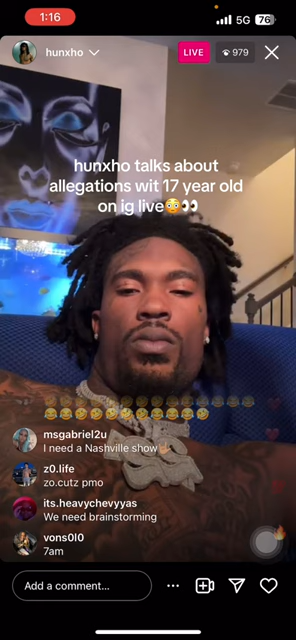 1:16
5G 76
hunxho
LIVE
979
hunxho talks about
allegations wit 17 year old
on ig live😳👀
😂🤣😂🤣😂🤣😂🤣😂🤣😂
msgabriel2u
I need a Nashville show🤞🏽
z0.life
zo.cutz pmo
its.heavychevyyas
We need brainstorming
vons0l0
7am
Add a comment...